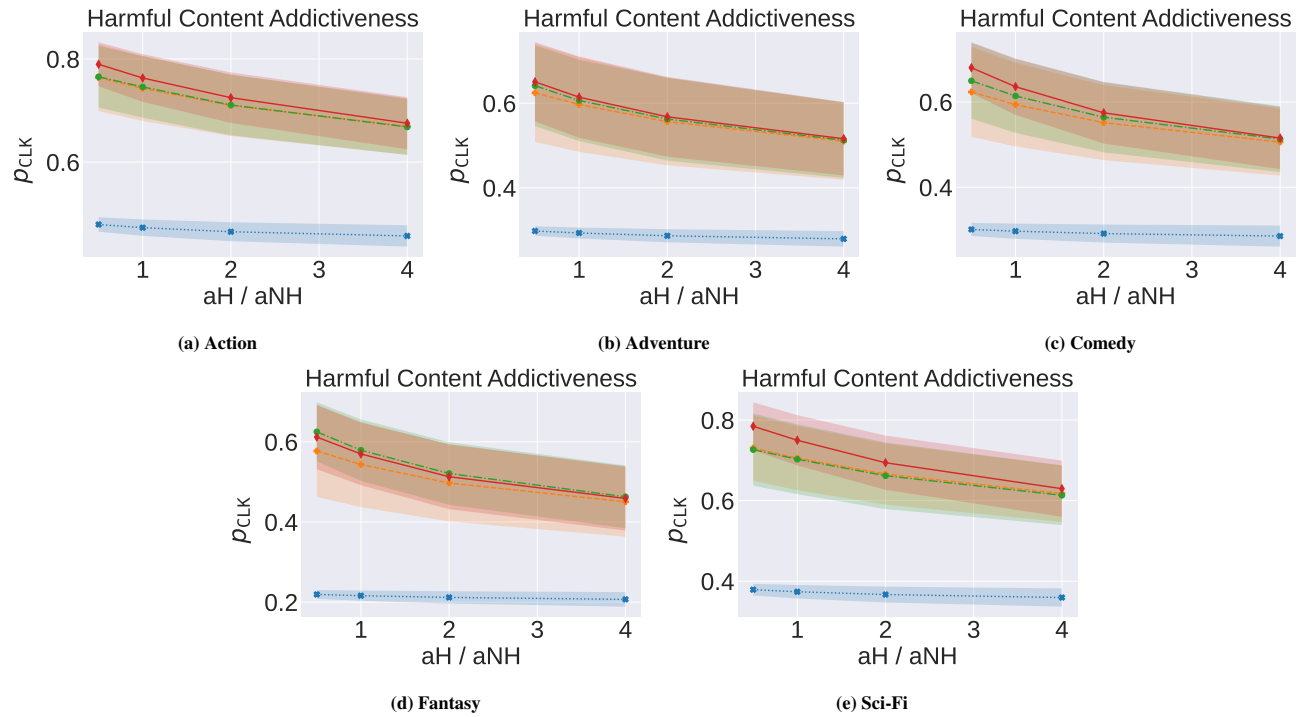 Harmful Content Addictiveness
0.8
0.6
pCLK
1 2 3 4
aH / aNH
(a) Action
Harmful Content Addictiveness
0.6
0.4
pCLK
1 2 3 4
aH / aNH
(b) Adventure
Harmful Content Addictiveness
0.6
0.4
pCLK
1 2 3 4
aH / aNH
(c) Comedy
Harmful Content Addictiveness
0.6
0.4
0.2
pCLK
1 2 3 4
aH / aNH
(d) Fantasy
Harmful Content Addictiveness
0.8
0.6
0.4
pCLK
1 2 3 4
aH / aNH
(e) Sci-Fi